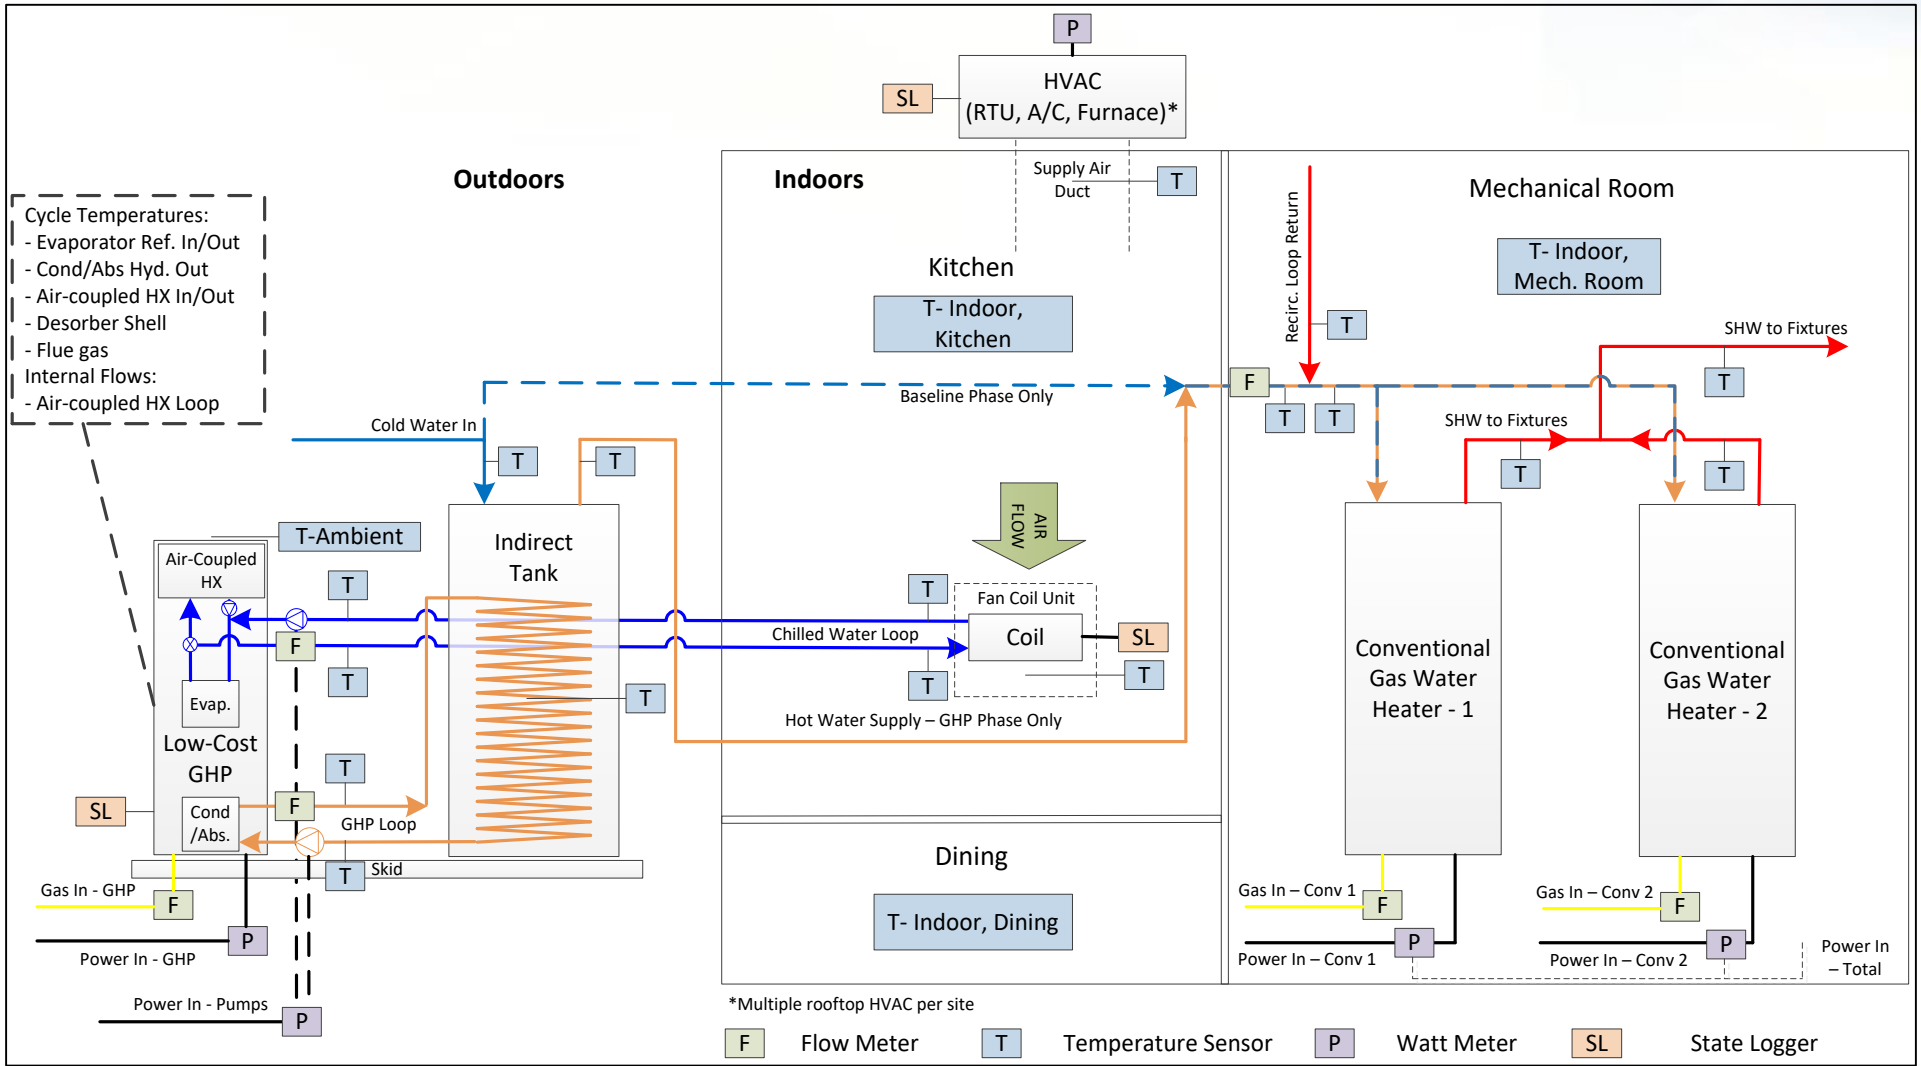 P
HVAC
(RTU, A/C, Furnace)*
SL
Outdoors
Indoors
Supply Air
Duct
T
Mechanical Room
Cycle Temperatures:
- Evaporator Ref. In/Out
- Cond/Abs Hyd. Out
- Air-coupled HX In/Out
- Desorber Shell
- Flue gas
Internal Flows:
- Air-coupled HX Loop
Kitchen
T- Indoor,
Kitchen
Recirc. Loop Return
T
T- Indoor,
Mech. Room
SHW to Fixtures
T
Baseline Phase Only
F
T
T
Cold Water In
T
T
SHW to Fixtures
T
T
T-Ambient
Air-Coupled
HX
Indirect
Tank
AIR
FLOW
T
T
Fan Coil Unit
Coil
SL
Chilled Water Loop
F
T
T
T
T
Evap.
Hot Water Supply – GHP Phase Only
Conventional
Gas Water
Heater - 1
Conventional
Gas Water
Heater - 2
Low-Cost
GHP
T
SL
Cond
/Abs.
F
GHP Loop
T
Skid
Dining
T- Indoor, Dining
Gas In - GHP
F
Power In - GHP
P
Power In - Pumps
P
Gas In – Conv 1
F
Power In – Conv 1
P
Gas In – Conv 2
F
Power In – Conv 2
P
Power In
– Total
*Multiple rooftop HVAC per site
F
Flow Meter
T
Temperature Sensor
P
Watt Meter
SL
State Logger